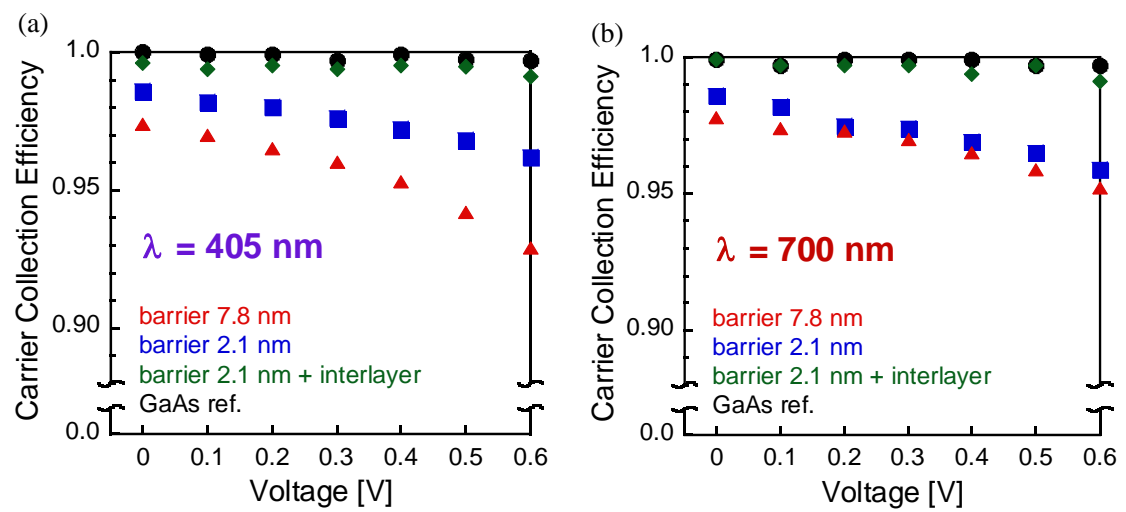 (a)
1.0
0.95
0.90
0.0
Carrier Collection Efficiency
λ = 405 nm
barrier 7.8 nm
barrier 2.1 nm
barrier 2.1 nm + interlayer
GaAs ref.
0 0.1 0.2 0.3 0.4 0.5 0.6
Voltage [V]
(b)
1.0
0.95
0.90
0.0
Carrier Collection Efficiency
λ = 700 nm
barrier 7.8 nm
barrier 2.1 nm
barrier 2.1 nm + interlayer
GaAs ref.
0 0.1 0.2 0.3 0.4 0.5 0.6
Voltage [V]